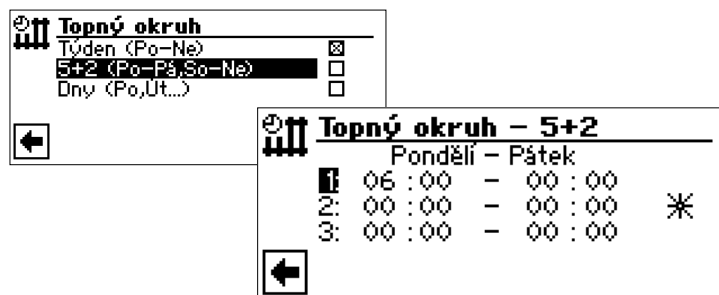 Topný okruh
Týden (Po-Ne)
5+2 (Po-Pá,So-Ne)
Dny (Po,Út...)
Topný okruh - 5+2
Pondělí - Pátek
1: 06:00 - 00:00
2: 00:00 - 00:00
3: 00:00 - 00:00